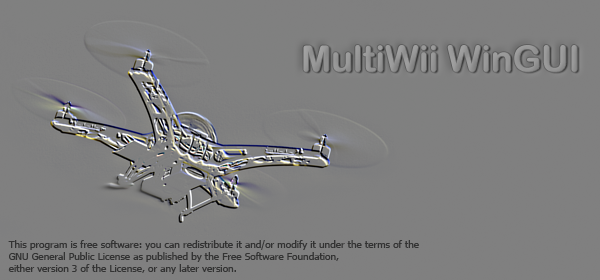 MultiWii WinGUI
This program is free software: you can redistribute it and/or modify it under the terms of the
GNU General Public License as published by the Free Software Foundation,
either version 3 of the License, or any later version.